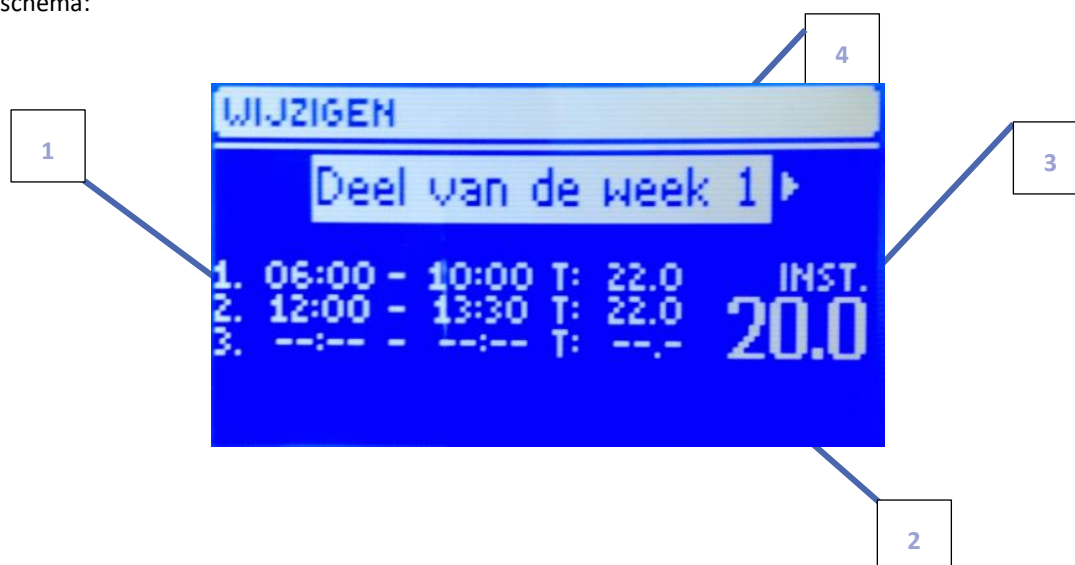 schema:
4
WIJZIGEN
1
3
Deel van de week 1
1. 06:00 - 10:00 T: 22.0 INST.
2. 12:00 - 13:30 T: 22.0 20.0
3. --:-- - --:-- T: --.-
2